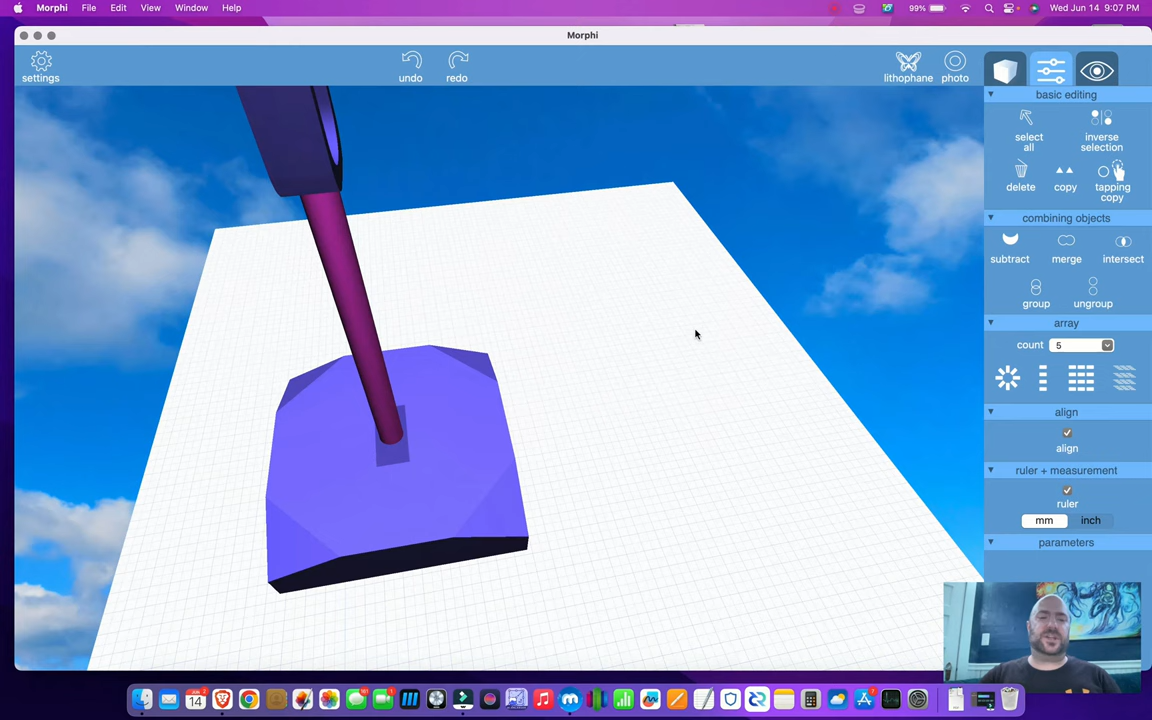 Morphi File Edit View Window Help 99% Wed Jun 14 9:07 PM
Morphi
settings
undo redo
lithophane photo
basic editing
select all
inverse selection
delete copy tapping copy
combining objects
subtract merge intersect
group ungroup
array
count 5
align
align
ruler + measurement
ruler
mm inch
parameters
14